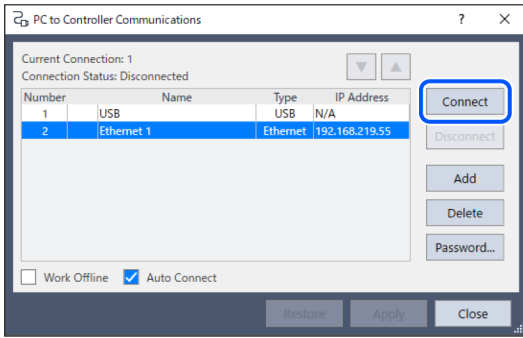 PC to Controller Communications ? ×
Current Connection: 1
Connection Status: Disconnected
▼ ▲
Number Name Type IP Address
1 USB USB N/A
2 Ethernet 1 Ethernet 192.168.219.55
Connect
Disconnect
Add
Delete
Password...
Work Offline Auto Connect
Restore Apply Close